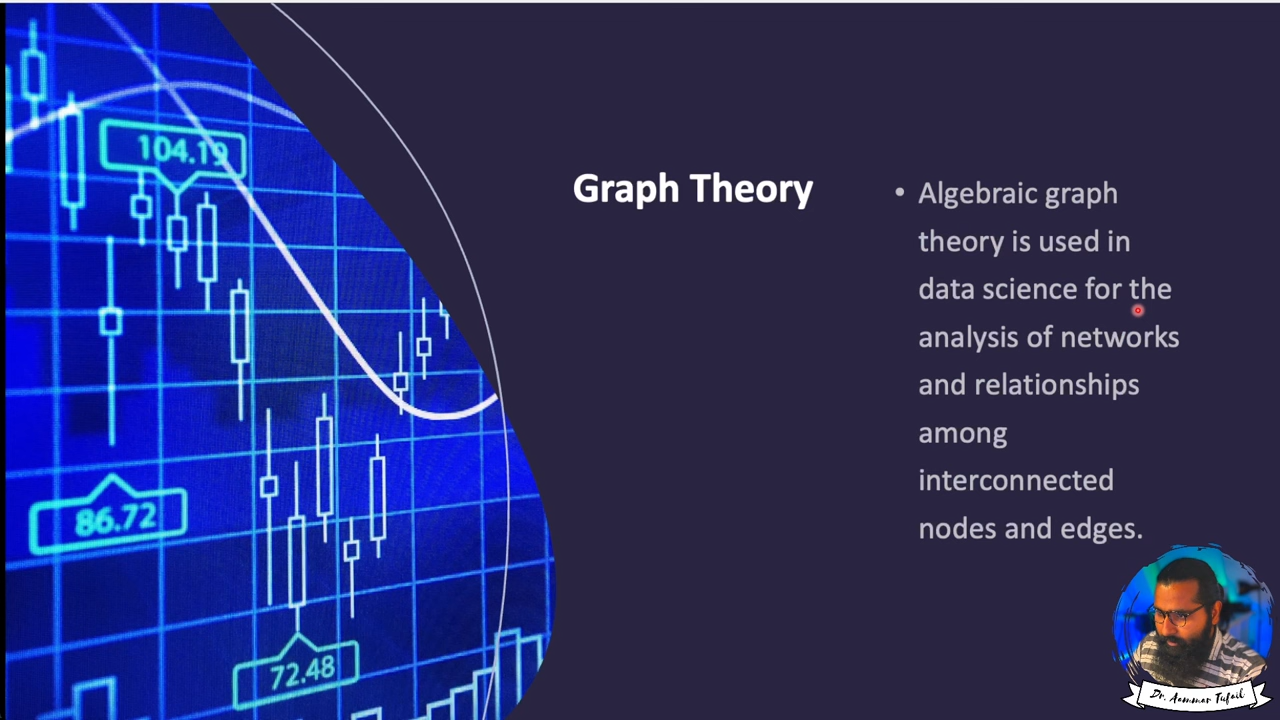 104.19
86.72
72.48
Graph Theory
• Algebraic graph
theory is used in
data science for the
analysis of networks
and relationships
among
interconnected
nodes and edges.
Dr. Aammar Tufail